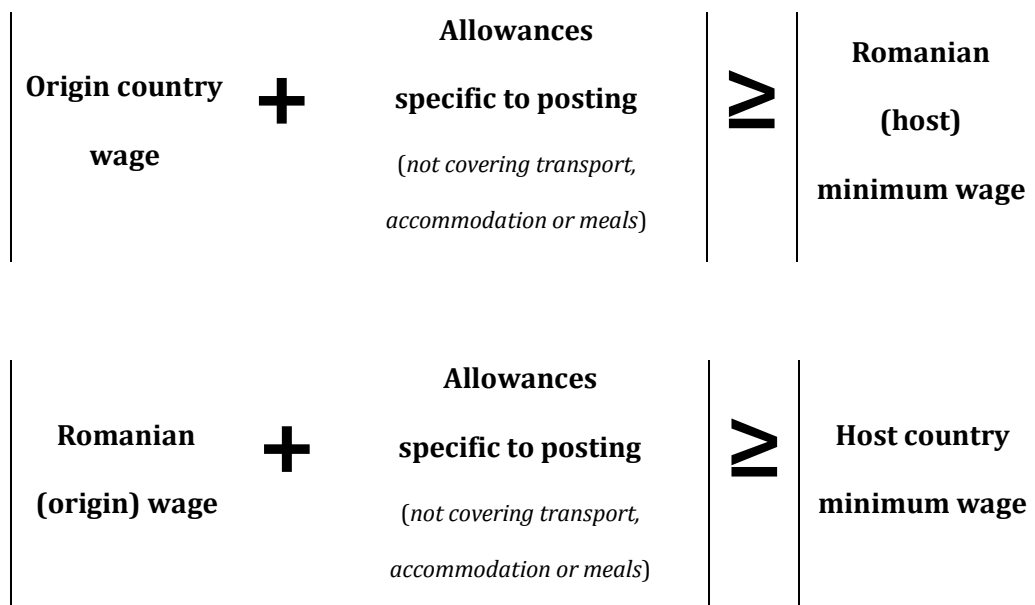 Origin country
wage
+
Allowances
specific to posting
(not covering transport,
accommodation or meals)
≥
Romanian
(host)
minimum wage
Romanian
(origin) wage
+
Allowances
specific to posting
(not covering transport,
accommodation or meals)
≥
Host country
minimum wage